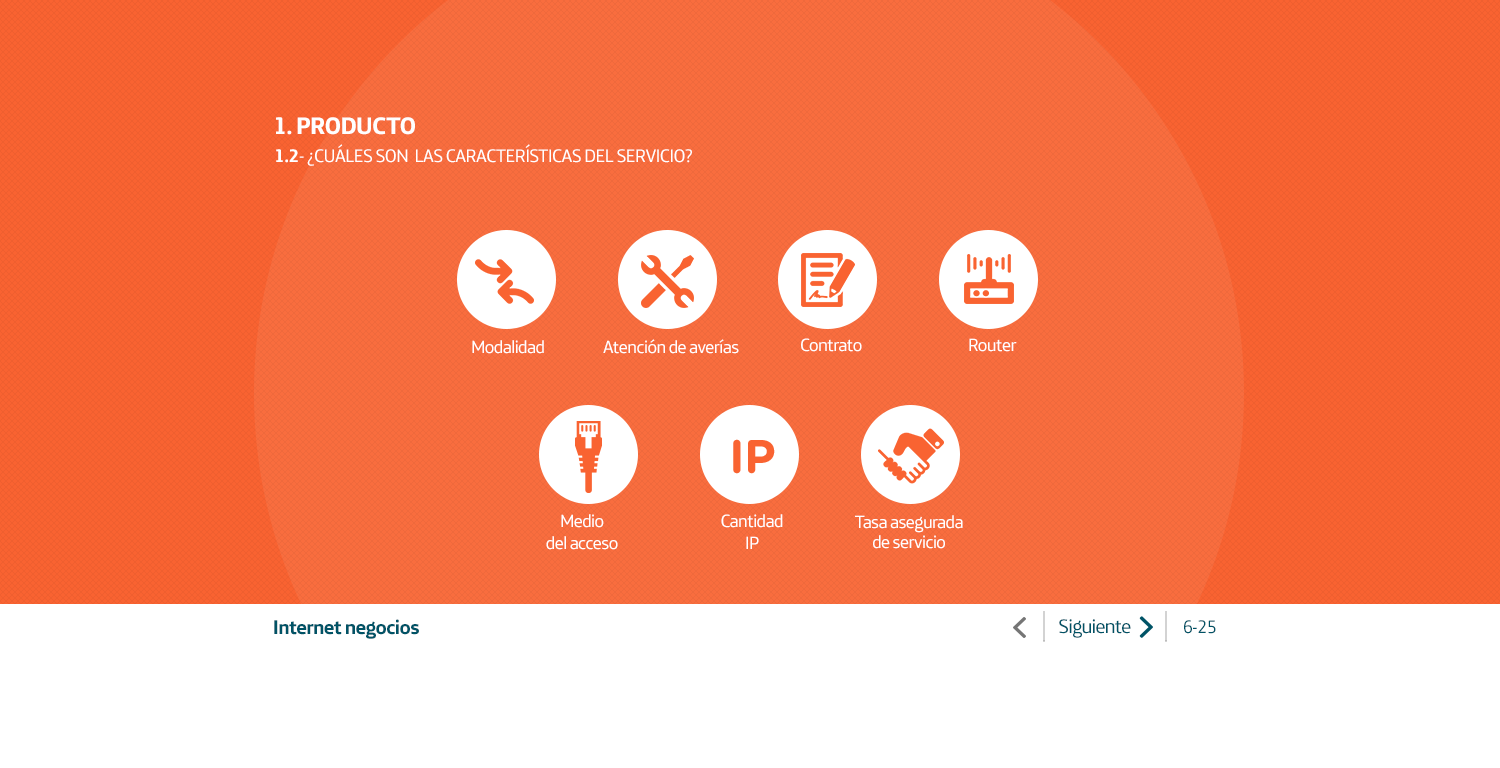 1. PRODUCTO
1.2- ¿CUÁLES SON LAS CARACTERÍSTICAS DEL SERVICIO?
Modalidad
Atención de averías
Contrato
Router
Medio
del acceso
IP
Cantidad
IP
Tasa asegurada
de servicio
Internet negocios
Siguiente
6-25